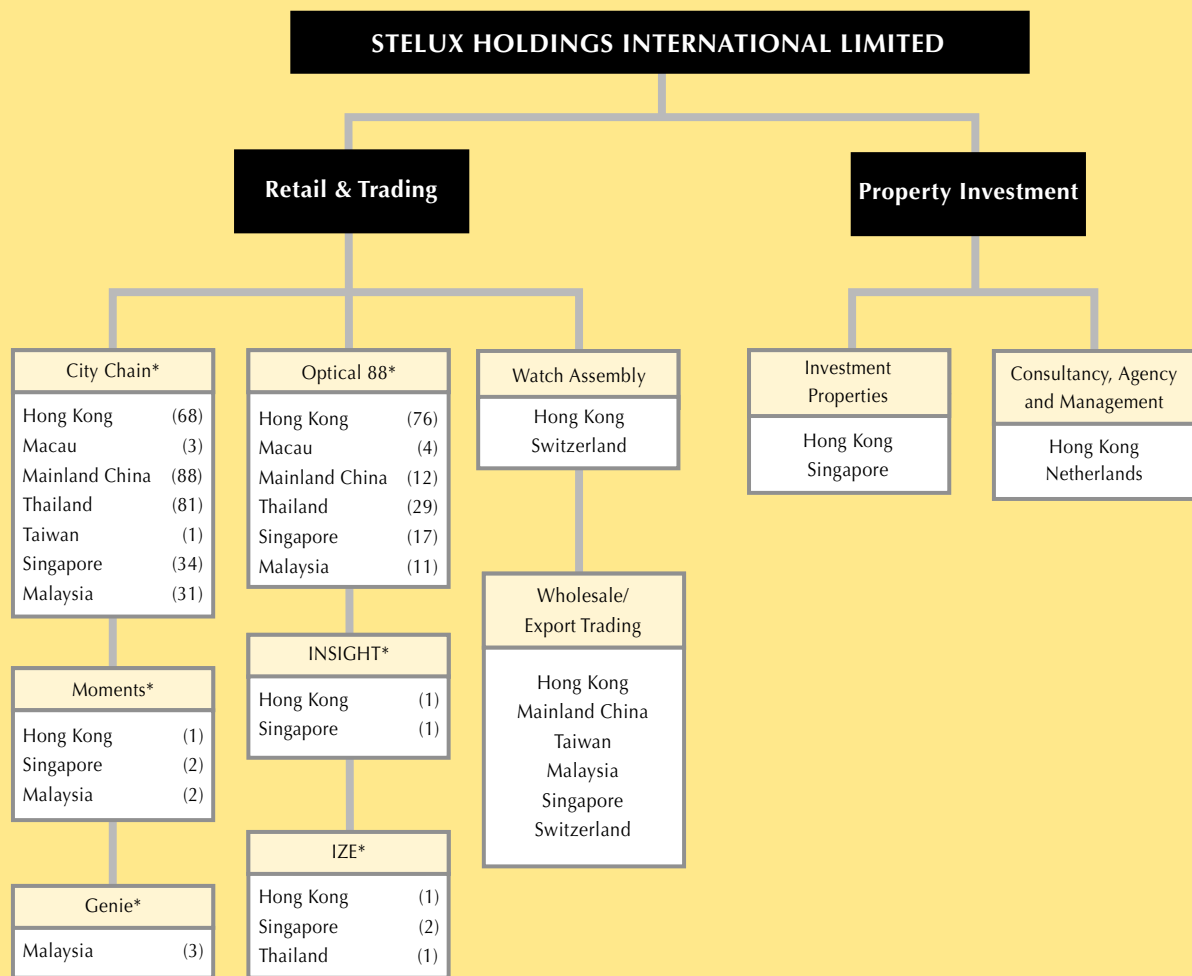 STELUX HOLDINGS INTERNATIONAL LIMITED
Retail & Trading
Property Investment
City Chain*
Hong Kong (68)
Macau (3)
Mainland China (88)
Thailand (81)
Taiwan (1)
Singapore (34)
Malaysia (31)
Moments*
Hong Kong (1)
Singapore (2)
Malaysia (2)
Genie*
Malaysia (3)
Optical 88*
Hong Kong (76)
Macau (4)
Mainland China (12)
Thailand (29)
Singapore (17)
Malaysia (11)
INSIGHT*
Hong Kong (1)
Singapore (1)
IZE*
Hong Kong (1)
Singapore (2)
Thailand (1)
Watch Assembly
Hong Kong
Switzerland
Wholesale/
Export Trading
Hong Kong
Mainland China
Taiwan
Malaysia
Singapore
Switzerland
Investment
Properties
Hong Kong
Singapore
Consultancy, Agency
and Management
Hong Kong
Netherlands